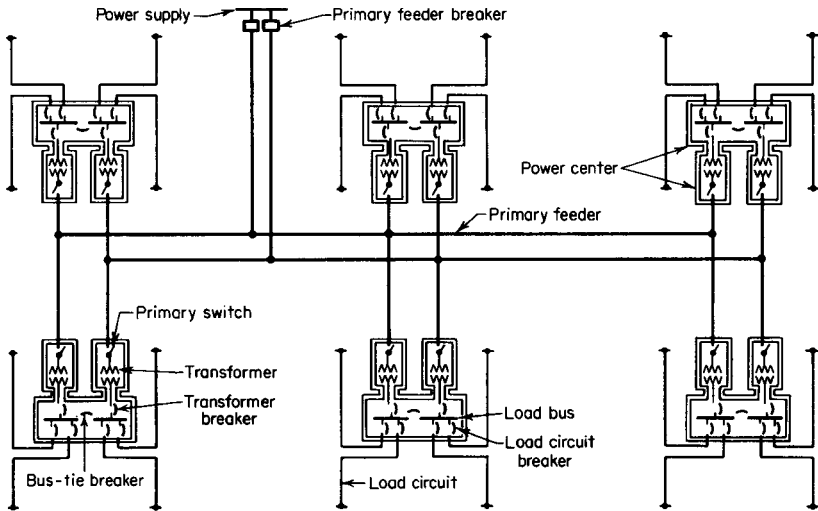 Power supply
Primary feeder breaker
Power center
Primary feeder
Primary switch
Transformer
Transformer
breaker
Load bus
Load circuit
breaker
Bus-tie breaker
Load circuit